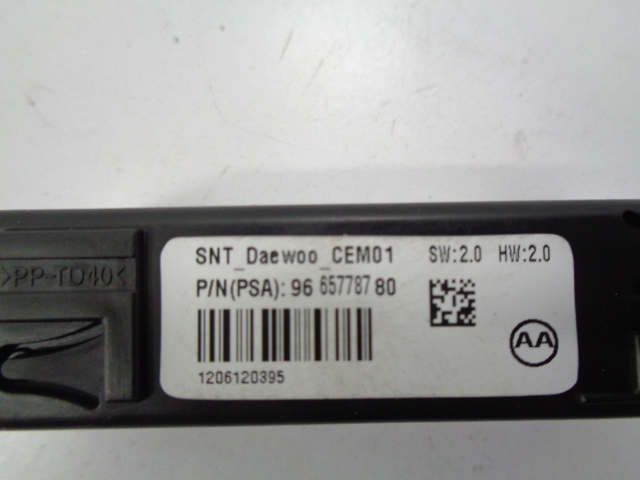 SNT_Daewoo_CEM01 SW:2.0 HW:2.0
P/N(PSA): 96 657787 80
1206120395
AA
>PP-TD40<